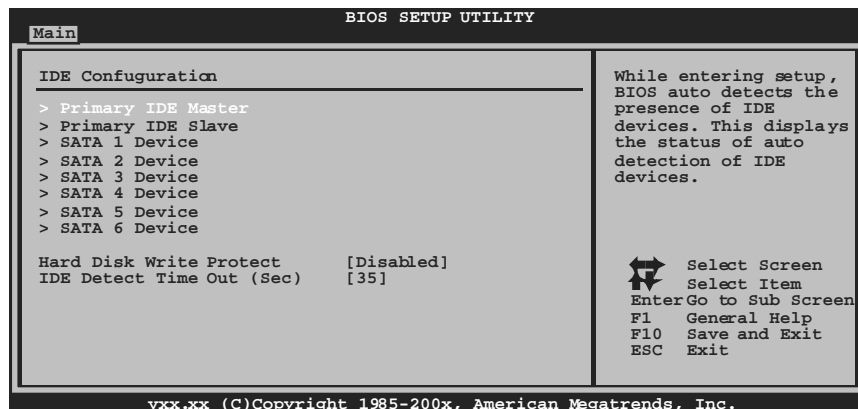 BIOS SETUP UTILITY
Main
IDE Confuguration
> Primary IDE Master
> Primary IDE Slave
> SATA 1 Device
> SATA 2 Device
> SATA 3 Device
> SATA 4 Device
> SATA 5 Device
> SATA 6 Device
Hard Disk Write Protect [Disabled]
IDE Detect Time Out (Sec) [35]
While entering setup,
BIOS auto detects the
presence of IDE
devices. This displays
the status of auto
detection of IDE
devices.
Select Screen
Select Item
Enter Go to Sub Screen
F1 General Help
F10 Save and Exit
ESC Exit
vxx.xx (C)Copyright 1985-200x, American Megatrends, Inc.